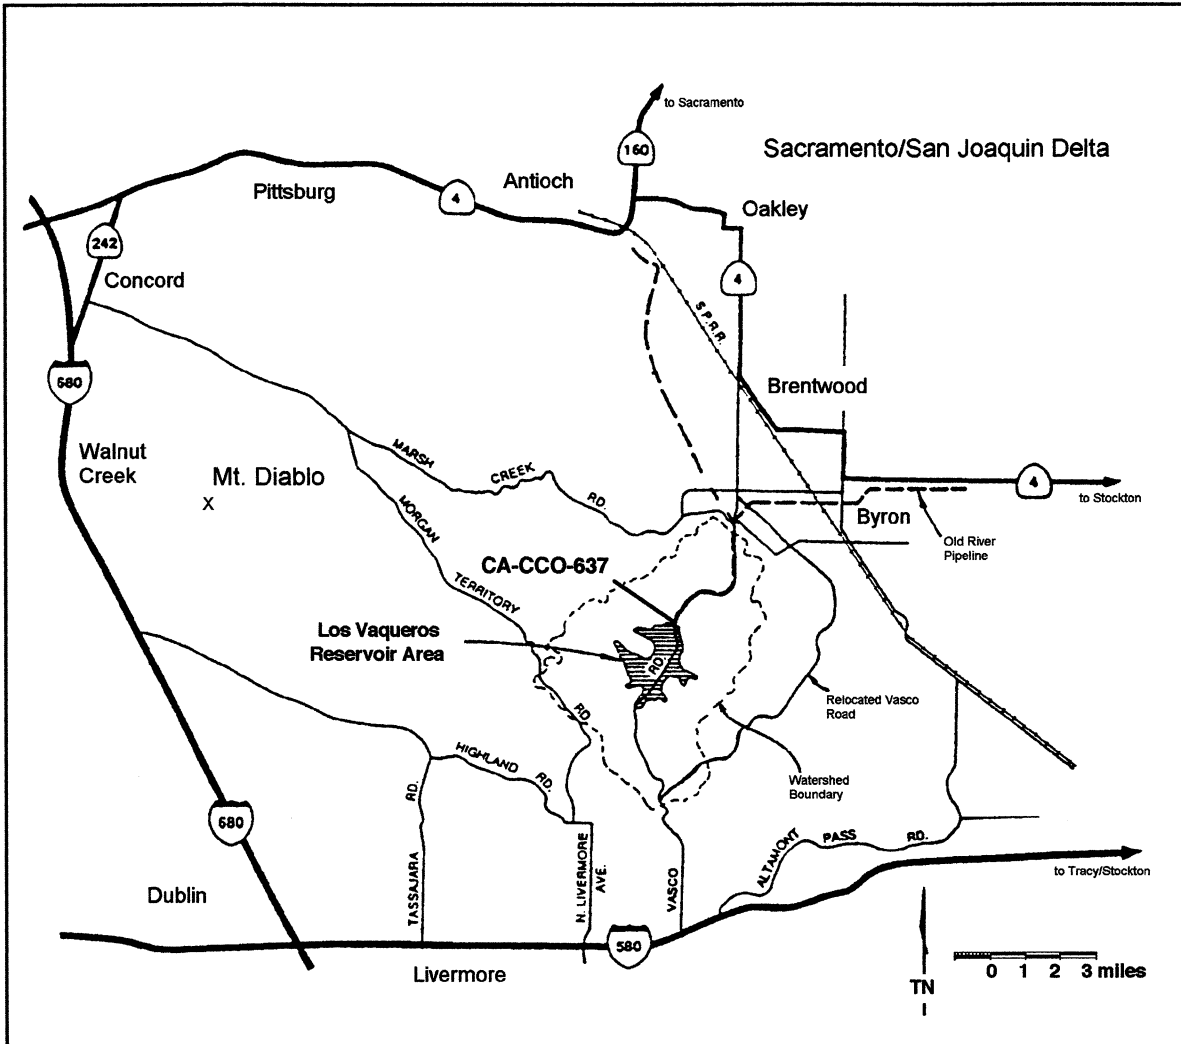 to Sacramento
160
Sacramento/San Joaquin Delta
Antioch
Pittsburg
4
Oakley
242
Concord
4
S.P.R.R.
680
Brentwood
Walnut
Creek
Mt. Diablo
X
MARSH
CREEK
RD.
4
to Stockton
MORGAN
TERRITORY
RD.
Byron
Old River
Pipeline
CA-CCO-637
Los Vaqueros
Reservoir Area
RD.
Relocated Vasco
Road
HIGHLAND
RD.
Watershed
Boundary
680
TASSAJARA
RD.
N. LIVERMORE
AVE.
VASCO
ALTAMONT
PASS
RD.
to Tracy/Stockton
Dublin
580
Livermore
TN
0 1 2 3 miles